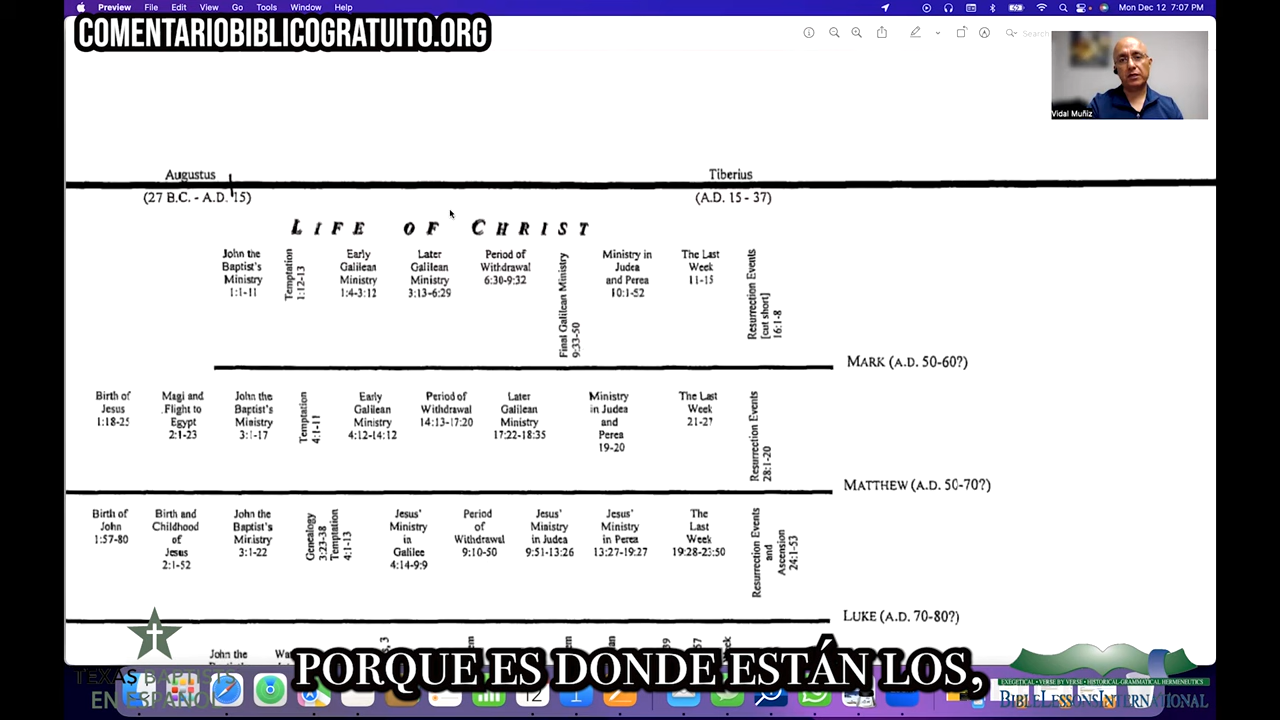 Preview File Edit View Go Tools Window Help
Mon Dec 12 7:07 PM
COMENTARIOBIBLICOGRATUITO.ORG
Search
Vidal Muñiz
Augustus
(27 B.C. - A.D. 15)
Tiberius
(A.D. 15 - 37)
LIFE OF CHRIST
John the
Baptist's
Ministry
1:1-11
Temptation
1:12-13
Early
Galilean
Ministry
1:4-3:12
Later
Galilean
Ministry
3:13-6:29
Period of
Withdrawal
6:30-9:32
Final Galilean Ministry
9:33-50
Ministry in
Judea
and Perea
10:1-52
The Last
Week
11-15
Resurrection Events
[cut short]
16:1-8
MARK (A.D. 50-60?)
Birth of
Jesus
1:18-25
Magi and
Flight to
Egypt
2:1-23
John the
Baptist's
Ministry
3:1-17
Temptation
4:1-11
Early
Galilean
Ministry
4:12-14:12
Period of
Withdrawal
14:13-17:20
Later
Galilean
Ministry
17:22-18:35
Ministry
in Judea
and
Perea
19-20
The Last
Week
21-27
Resurrection Events
28:1-20
MATTHEW (A.D. 50-70?)
Birth of
John
1:57-80
Birth and
Childhood
of
Jesus
2:1-52
John the
Baptist's
Ministry
3:1-22
Genealogy
3:23-38
Temptation
4:1-13
Jesus'
Ministry
in
Galilee
4:14-9:9
Period
of
Withdrawal
9:10-50
Jesus'
Ministry
in Judea
9:51-13:26
Jesus'
Ministry
in Perea
13:27-19:27
The
Last
Week
19:28-23:50
Resurrection Events
and
Ascension
24:1-53
LUKE (A.D. 70-80?)
John the
PORQUE ES DONDE ESTÁN LOS,
TEXAS BAPTISTS
EN ESPAÑOL
EXEGETICAL • VERSE BY VERSE • HISTORICAL-GRAMMATICAL HERMENEUTICS
BIBLELESSONSINTERNATIONAL